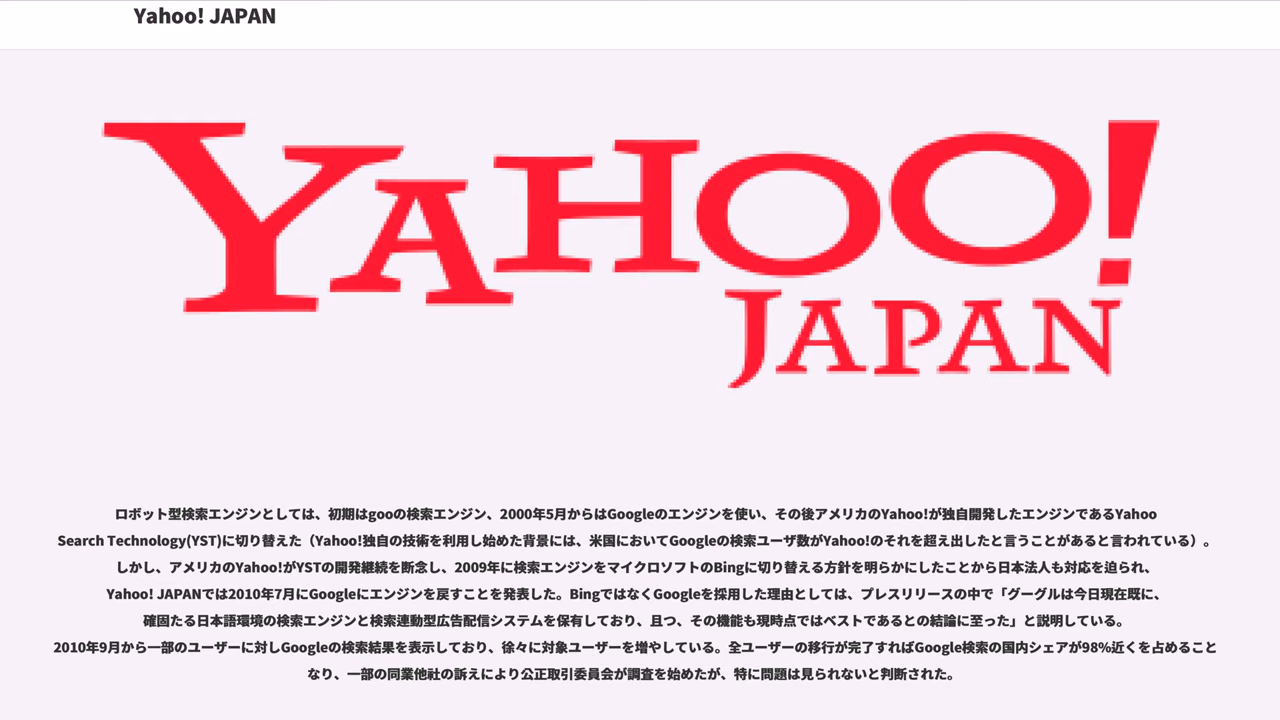 Yahoo! JAPAN
YAHOO!
JAPAN
ロボット型検索エンジンとしては、初期はgooの検索エンジン、2000年5月からはGoogleのエンジンを使い、その後アメリカのYahoo!が独自開発したエンジンであるYahoo
Search Technology(YST)に切り替えた（Yahoo!独自の技術を利用し始めた背景には、米国においてGoogleの検索ユーザ数がYahoo!のそれを超え出したと言うことがあると言われている）。
しかし、アメリカのYahoo!がYSTの開発継続を断念し、2009年に検索エンジンをマイクロソフトのBingに切り替える方針を明らかにしたことから日本法人も対応を迫られ、
Yahoo! JAPANでは2010年7月にGoogleにエンジンを戻すことを発表した。BingではなくGoogleを採用した理由としては、プレスリリースの中で「グーグルは今日現在既に、
確固たる日本語環境の検索エンジンと検索連動型広告配信システムを保有しており、且つ、その機能も現時点ではベストであるとの結論に至った」と説明している。
2010年9月から一部のユーザーに対しGoogleの検索結果を表示しており、徐々に対象ユーザーを増やしている。全ユーザーの移行が完了すればGoogle検索の国内シェアが98%近くを占めること
なり、一部の同業他社の訴えにより公正取引委員会が調査を始めたが、特に問題は見られないと判断された。